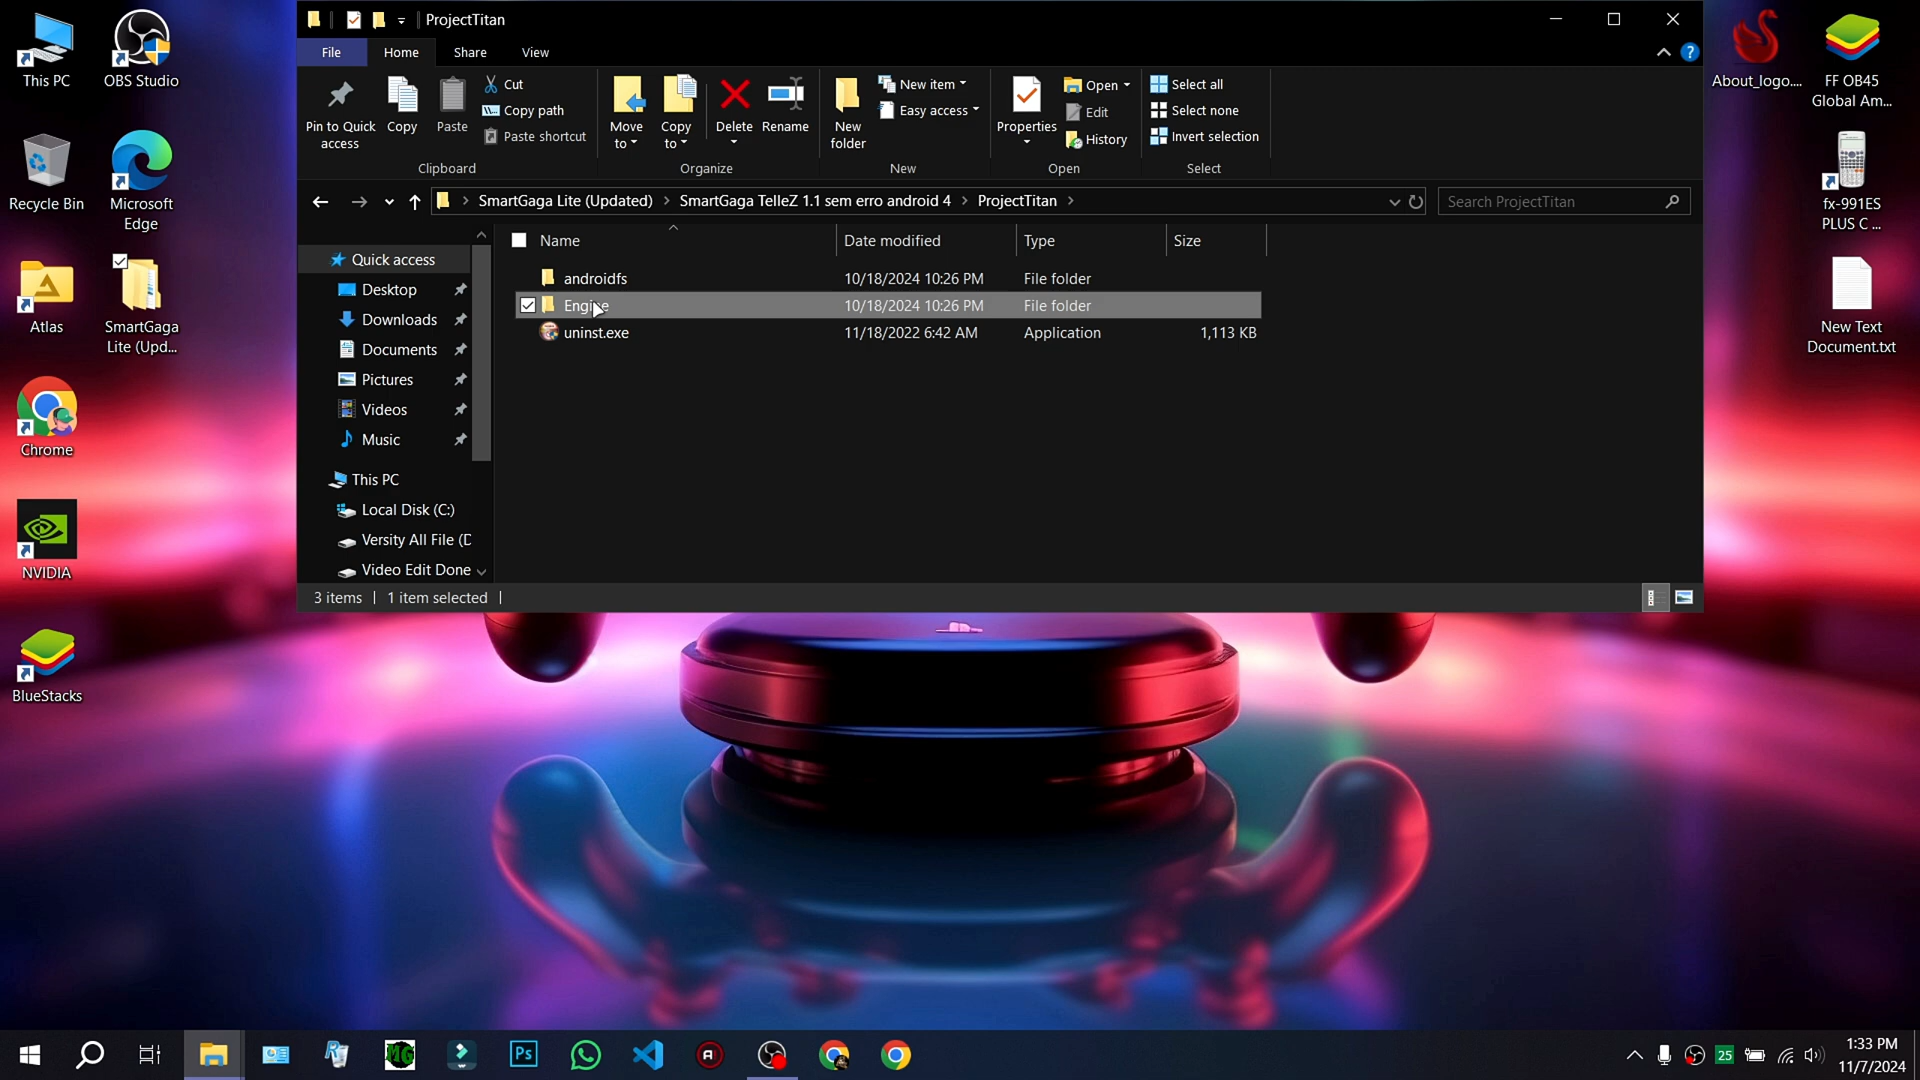 ProjectTitan
File
Home
Share
View
Pin to Quick
access
Copy
Paste
Cut
Copy path
Paste shortcut
Clipboard
Move
to
Copy
to
Delete
Rename
Organize
New
folder
New item
Easy access
New
Properties
Open
Edit
History
Open
Select all
Select none
Invert selection
Select
SmartGaga Lite (Updated)
SmartGaga TelleZ 1.1 sem erro android 4
ProjectTitan
Search ProjectTitan
Quick access
Desktop
Downloads
Documents
Pictures
Videos
Music
This PC
Local Disk (C:)
Versity All File (D
Video Edit Done
Name
Date modified
Type
Size
androidfs
10/18/2024 10:26 PM
File folder
Engine
10/18/2024 10:26 PM
File folder
uninst.exe
11/18/2022 6:42 AM
Application
1,113 KB
3 items
1 item selected
This PC
OBS Studio
Recycle Bin
Microsoft
Edge
Atlas
SmartGaga
Lite (Upd...
Chrome
NVIDIA
BlueStacks
About_logo....
FF OB45
Global Am...
fx-991ES
PLUS C ...
New Text
Document.txt
MG
Ps
25
1:33 PM
11/7/2024